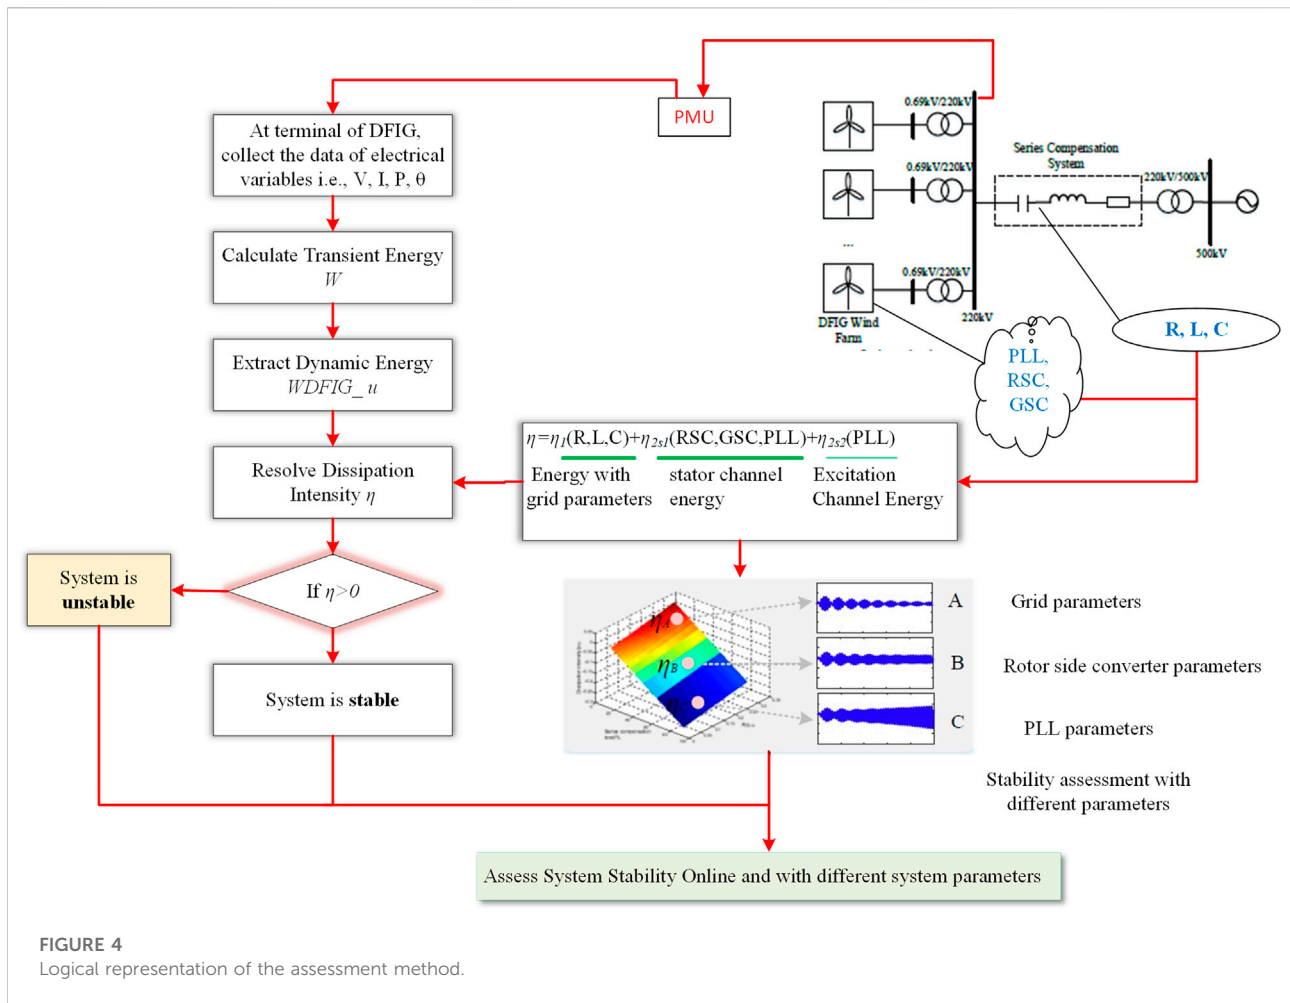 PMU
At terminal of DFIG,
collect the data of electrical
variables i.e., V, I, P, θ
Calculate Transient Energy
W
Extract Dynamic Energy
WDFIG_ u
Resolve Dissipation
Intensity η
If η>0
System is
unstable
System is stable
0.69kV/220kV
0.69kV/220kV
...
0.69kV/220kV
DFIG Wind
Farm
220kV
Series Compensation
System
220kV/500kV
500kV
R, L, C
PLL,
RSC,
GSC
η=η1(R,L,C)+η2s1(RSC,GSC,PLL)+η2s2(PLL)
Energy with
grid parameters
stator channel
energy
Excitation
Channel Energy
ηA
ηB
A
B
C
Grid parameters
Rotor side converter parameters
PLL parameters
Stability assessment with
different parameters
Assess System Stability Online and with different system parameters
FIGURE 4
Logical representation of the assessment method.